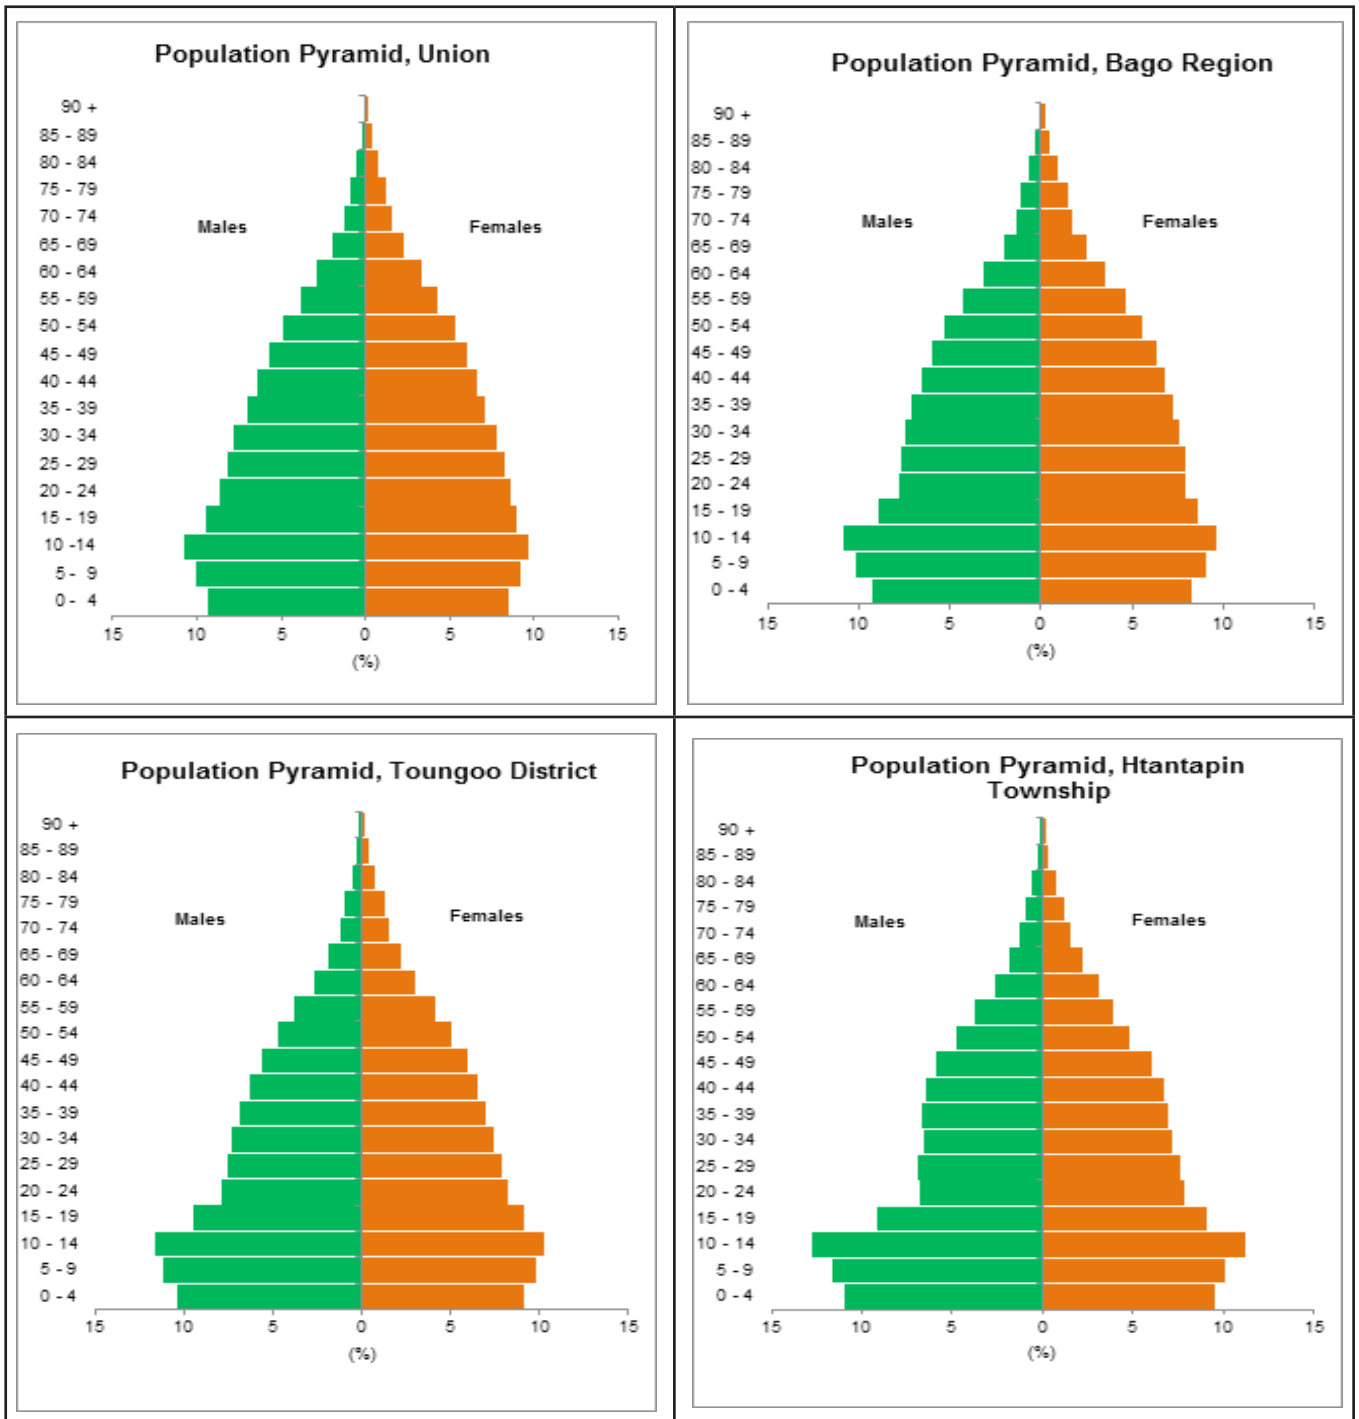 Population Pyramid, Union
90 +
85 - 89
80 - 84
75 - 79
70 - 74
65 - 69
60 - 64
55 - 59
50 - 54
45 - 49
40 - 44
35 - 39
30 - 34
25 - 29
20 - 24
15 - 19
10 -14
5 - 9
0 - 4
Males
Females
15 10 5 0 5 10 15
(%)
Population Pyramid, Bago Region
90 +
85 - 89
80 - 84
75 - 79
70 - 74
65 - 69
60 - 64
55 - 59
50 - 54
45 - 49
40 - 44
35 - 39
30 - 34
25 - 29
20 - 24
15 - 19
10 - 14
5 - 9
0 - 4
Males
Females
15 10 5 0 5 10 15
(%)
Population Pyramid, Toungoo District
90 +
85 - 89
80 - 84
75 - 79
70 - 74
65 - 69
60 - 64
55 - 59
50 - 54
45 - 49
40 - 44
35 - 39
30 - 34
25 - 29
20 - 24
15 - 19
10 - 14
5 - 9
0 - 4
Males
Females
15 10 5 0 5 10 15
(%)
Population Pyramid, Htantapin
Township
90 +
85 - 89
80 - 84
75 - 79
70 - 74
65 - 69
60 - 64
55 - 59
50 - 54
45 - 49
40 - 44
35 - 39
30 - 34
25 - 29
20 - 24
15 - 19
10 - 14
5 - 9
0 - 4
Males
Females
15 10 5 0 5 10 15
(%)